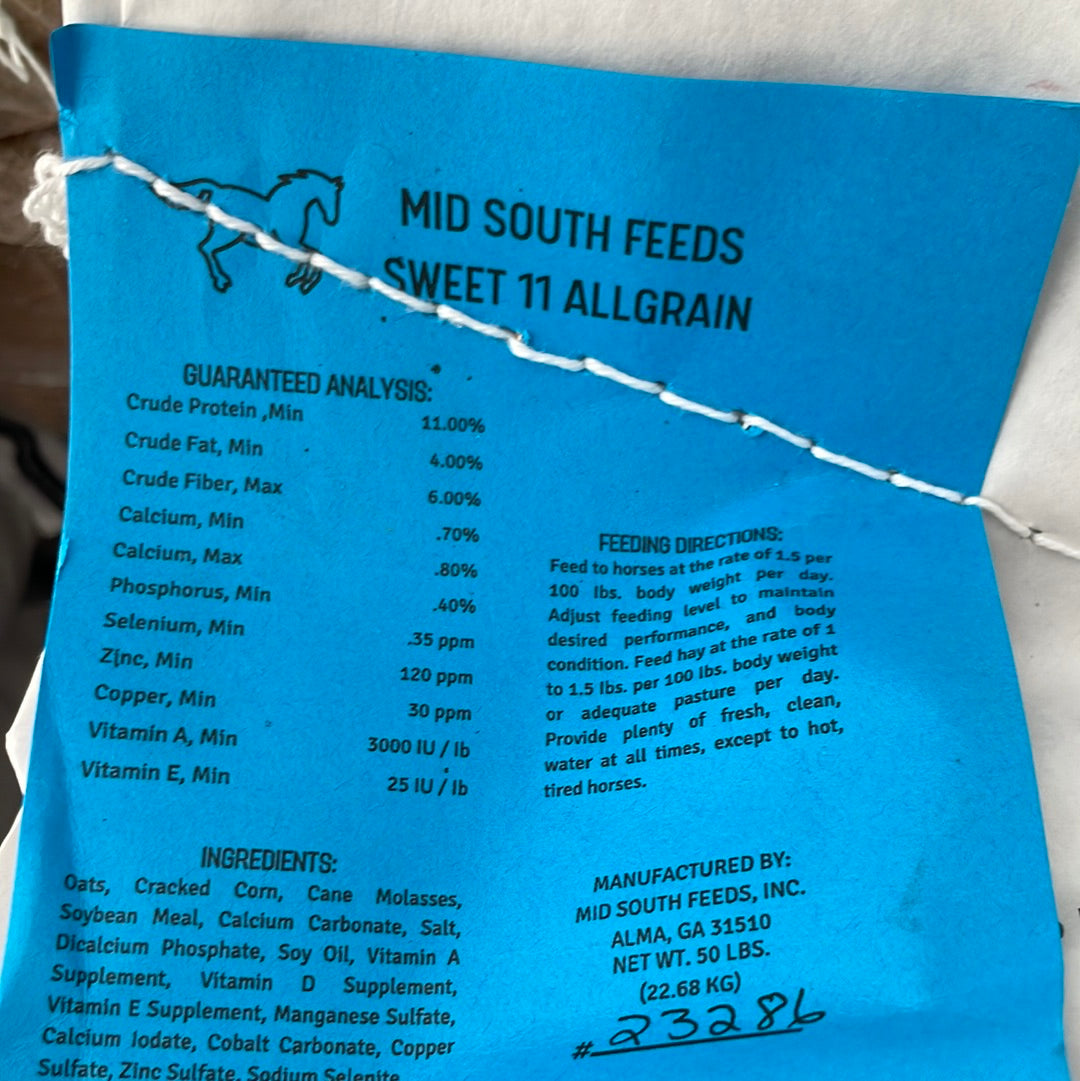 MID SOUTH FEEDS
SWEET 11 ALLGRAIN
GUARANTEED ANALYSIS:
Crude Protein ,Min 11.00%
Crude Fat, Min 4.00%
Crude Fiber, Max 6.00%
Calcium, Min .70%
Calcium, Max .80%
Phosphorus, Min .40%
Selenium, Min .35 ppm
Zinc, Min 120 ppm
Copper, Min 30 ppm
Vitamin A, Min 3000 IU / lb
Vitamin E, Min 25 IU / lb
FEEDING DIRECTIONS:
Feed to horses at the rate of 1.5 per
100 lbs. body weight per day.
Adjust feeding level to maintain
desired performance, and body
condition. Feed hay at the rate of 1
to 1.5 lbs. per 100 lbs. body weight
or adequate pasture per day.
Provide plenty of fresh, clean,
water at all times, except to hot,
tired horses.
INGREDIENTS:
Oats, Cracked Corn, Cane Molasses,
Soybean Meal, Calcium Carbonate, Salt,
Dicalcium Phosphate, Soy Oil, Vitamin A
Supplement, Vitamin D Supplement,
Vitamin E Supplement, Manganese Sulfate,
Calcium Iodate, Cobalt Carbonate, Copper
Sulfate, Zinc Sulfate, Sodium Selenite
MANUFACTURED BY:
MID SOUTH FEEDS, INC.
ALMA, GA 31510
NET WT. 50 LBS.
(22.68 KG)
# 23286